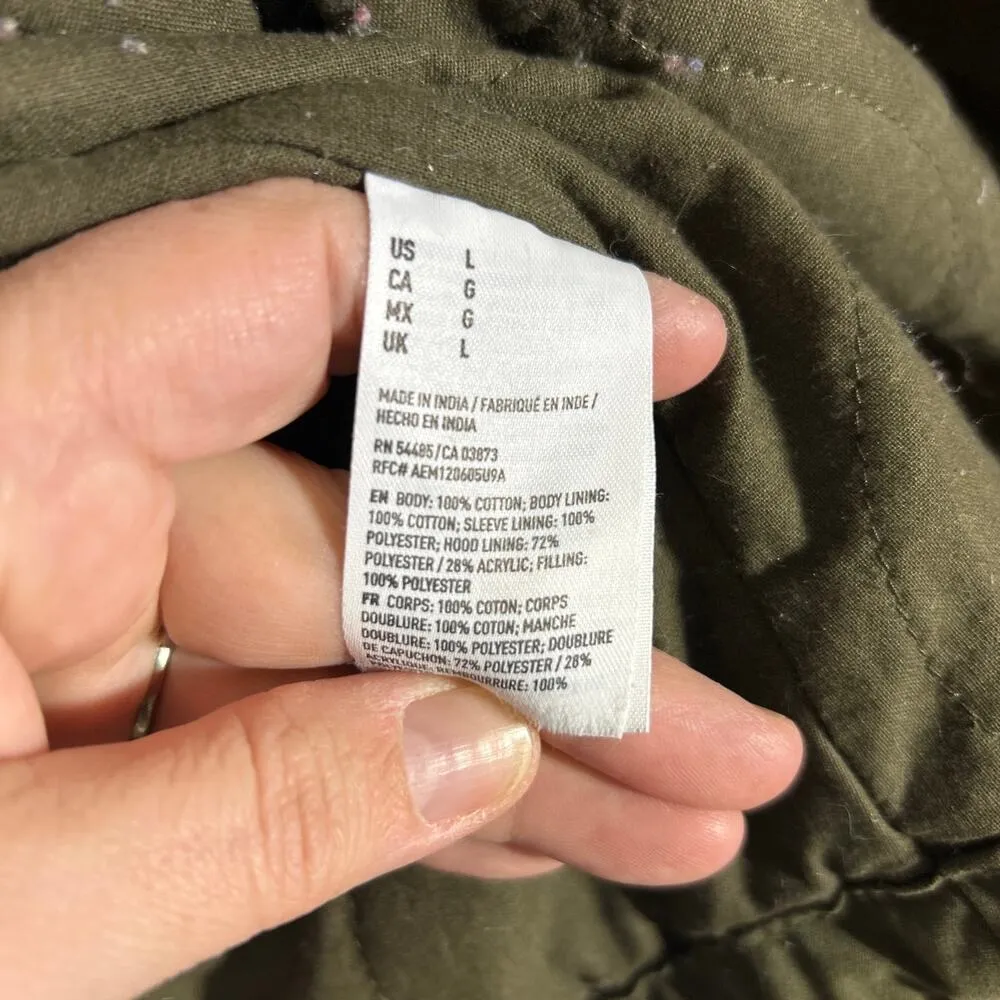 US L
CA G
MX G
UK L
MADE IN INDIA / FABRIQUÉ EN INDE /
HECHO EN INDIA
RN 54485/CA 03873
RFC# AEM120605U9A
EN BODY: 100% COTTON; BODY LINING:
100% COTTON; SLEEVE LINING: 100%
POLYESTER; HOOD LINING: 72%
POLYESTER / 28% ACRYLIC; FILLING:
100% POLYESTER
FR CORPS: 100% COTON; CORPS
DOUBLURE: 100% COTON; MANCHE
DOUBLURE: 100% POLYESTER; DOUBLURE
DE CAPUCHON: 72% POLYESTER / 28%
ACRYLIQUE; REMBOURRURE: 100%